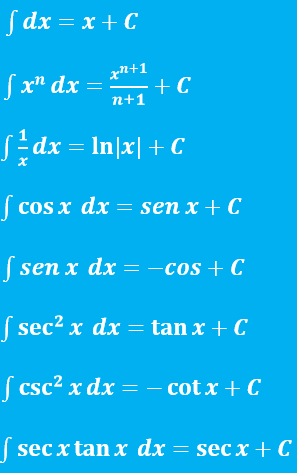 ∫ dx = x + C
∫ xⁿ dx = xⁿ⁺¹/n+1 + C
∫ 1/x dx = ln|x| + C
∫ cos x dx = sen x + C
∫ sen x dx = −cos + C
∫ sec² x dx = tan x + C
∫ csc² x dx = − cot x + C
∫ sec x tan x dx = sec x + C